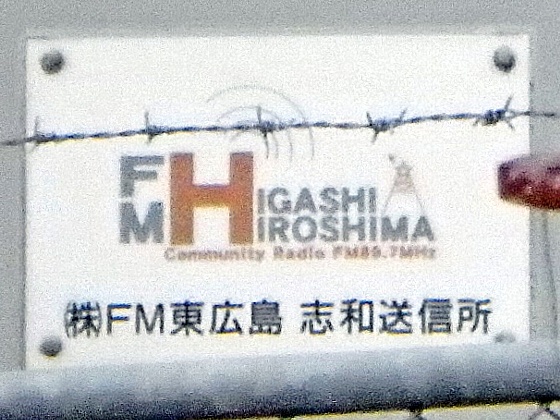 FM HIGASHI HIROSHIMA
Community Radio FM89.7MHz
㈱FM東広島 志和送信所